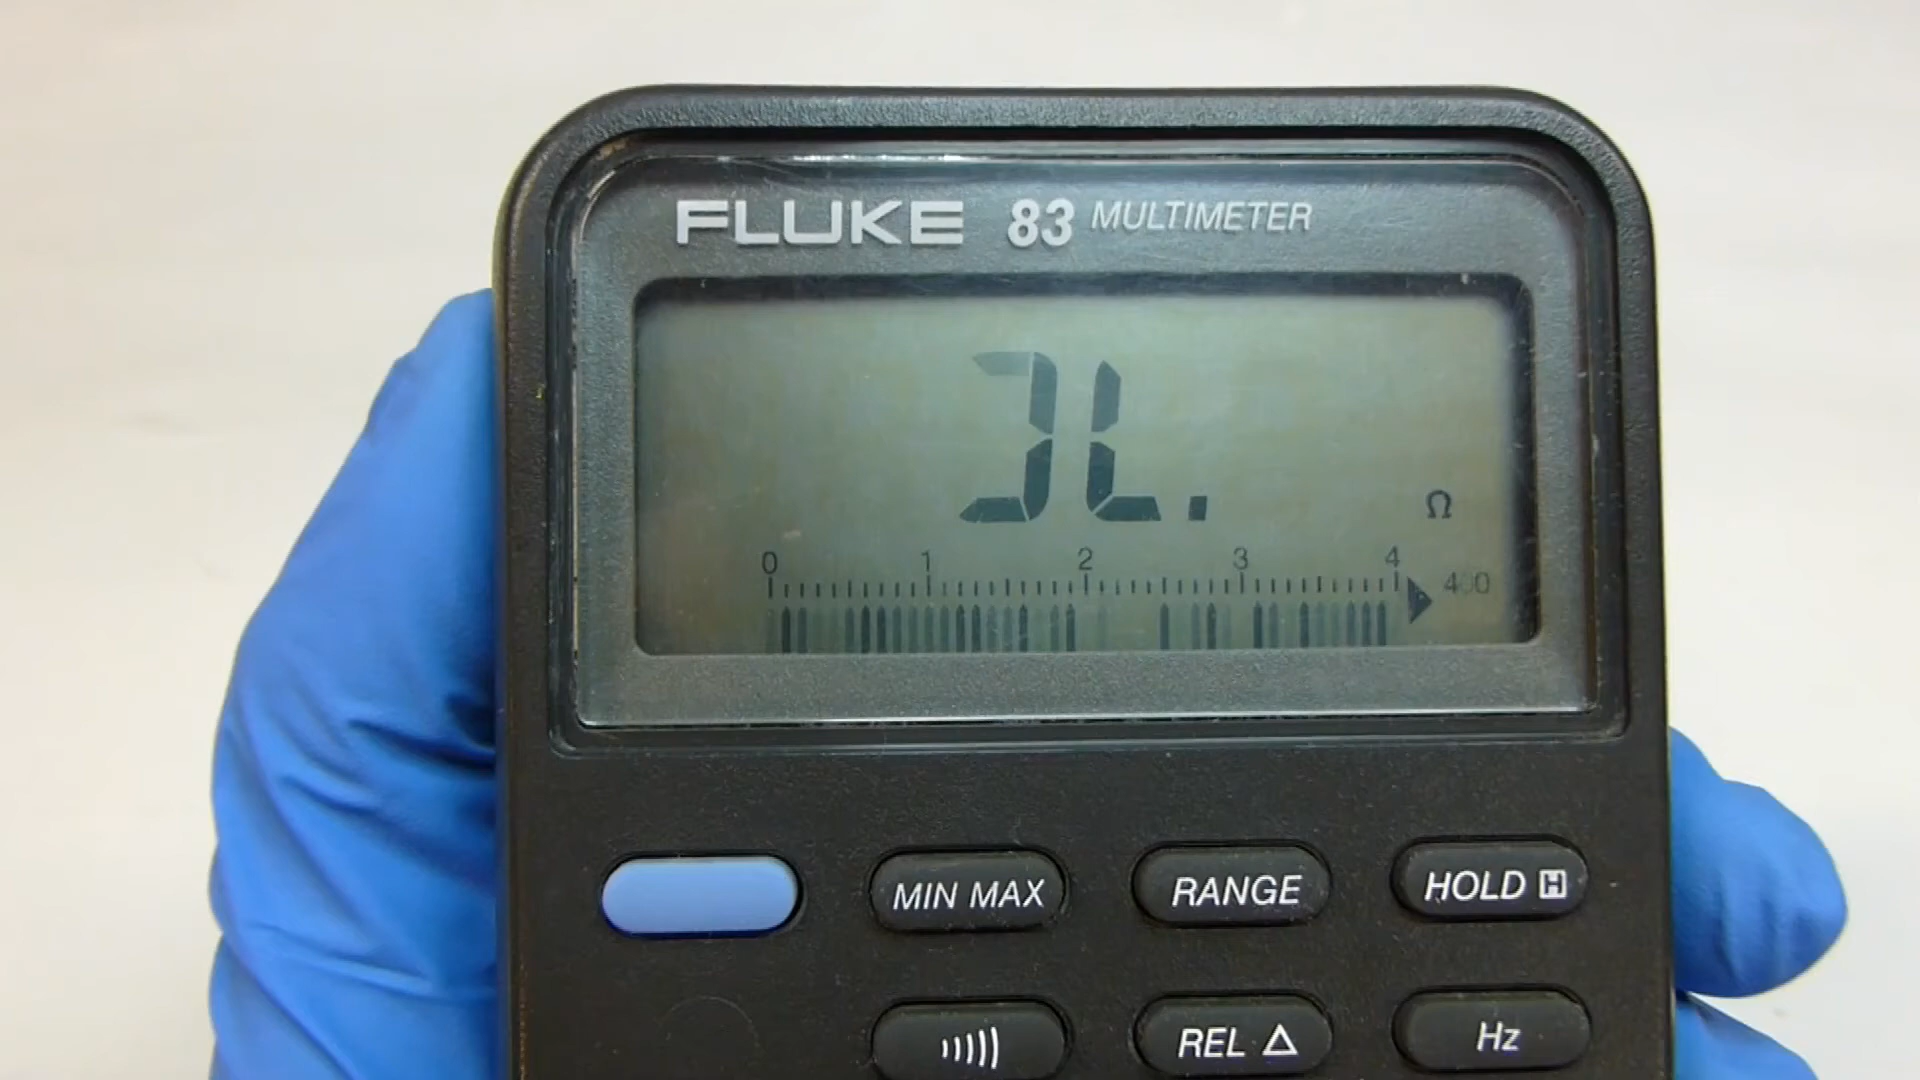 FLUKE 83 MULTIMETER
L.
Ω
0 1 2 3 4
400
MIN MAX RANGE HOLD H
REL Δ Hz